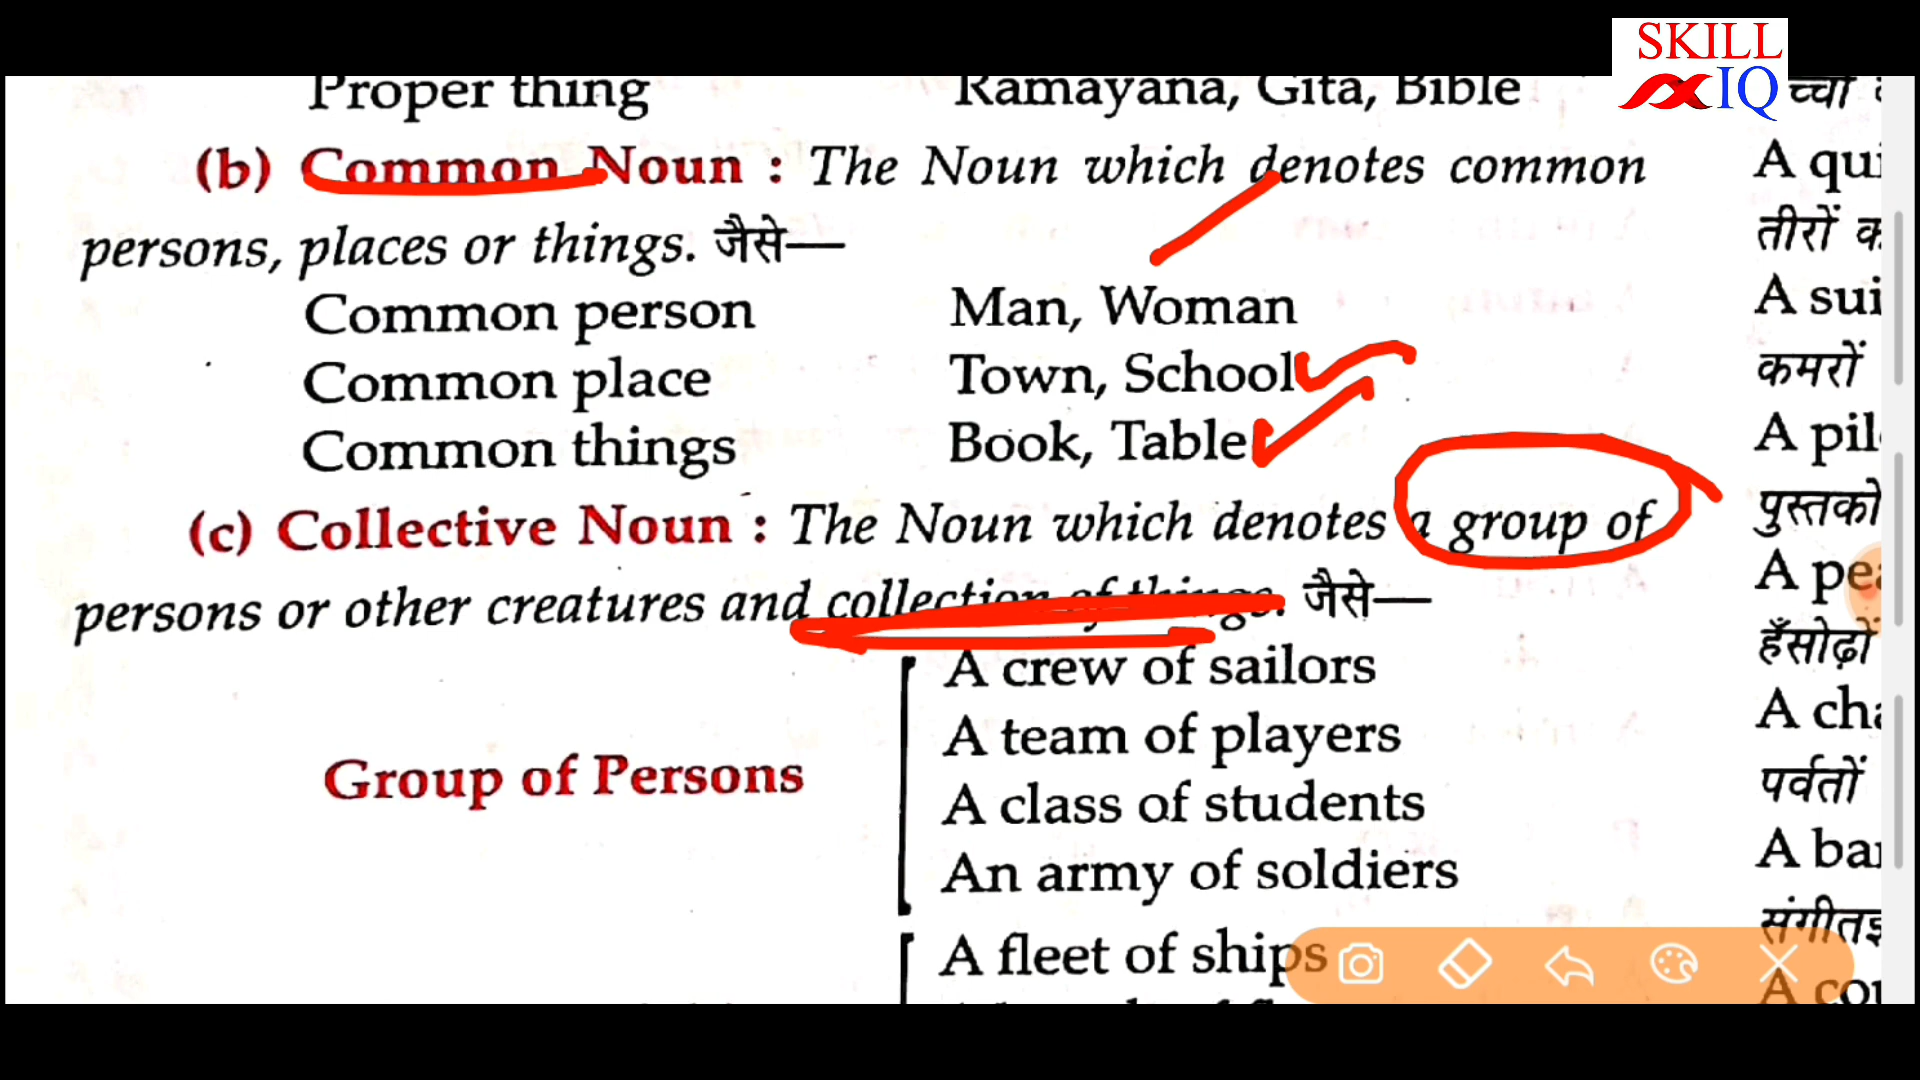 SKILL
IQ
Proper thing Ramayana, Gita, Bible
(b) Common Noun : The Noun which denotes common
persons, places or things. जैसे—
Common person Man, Woman
Common place Town, School
Common things Book, Table
(c) Collective Noun : The Noun which denotes a group of
persons or other creatures and collection of things. जैसे—
A crew of sailors
A team of players
Group of Persons
A class of students
An army of soldiers
A fleet of ships
A
तीरों
A
कमरों
A
A
हँसोढ़ों
A
पर्वतों
A
A